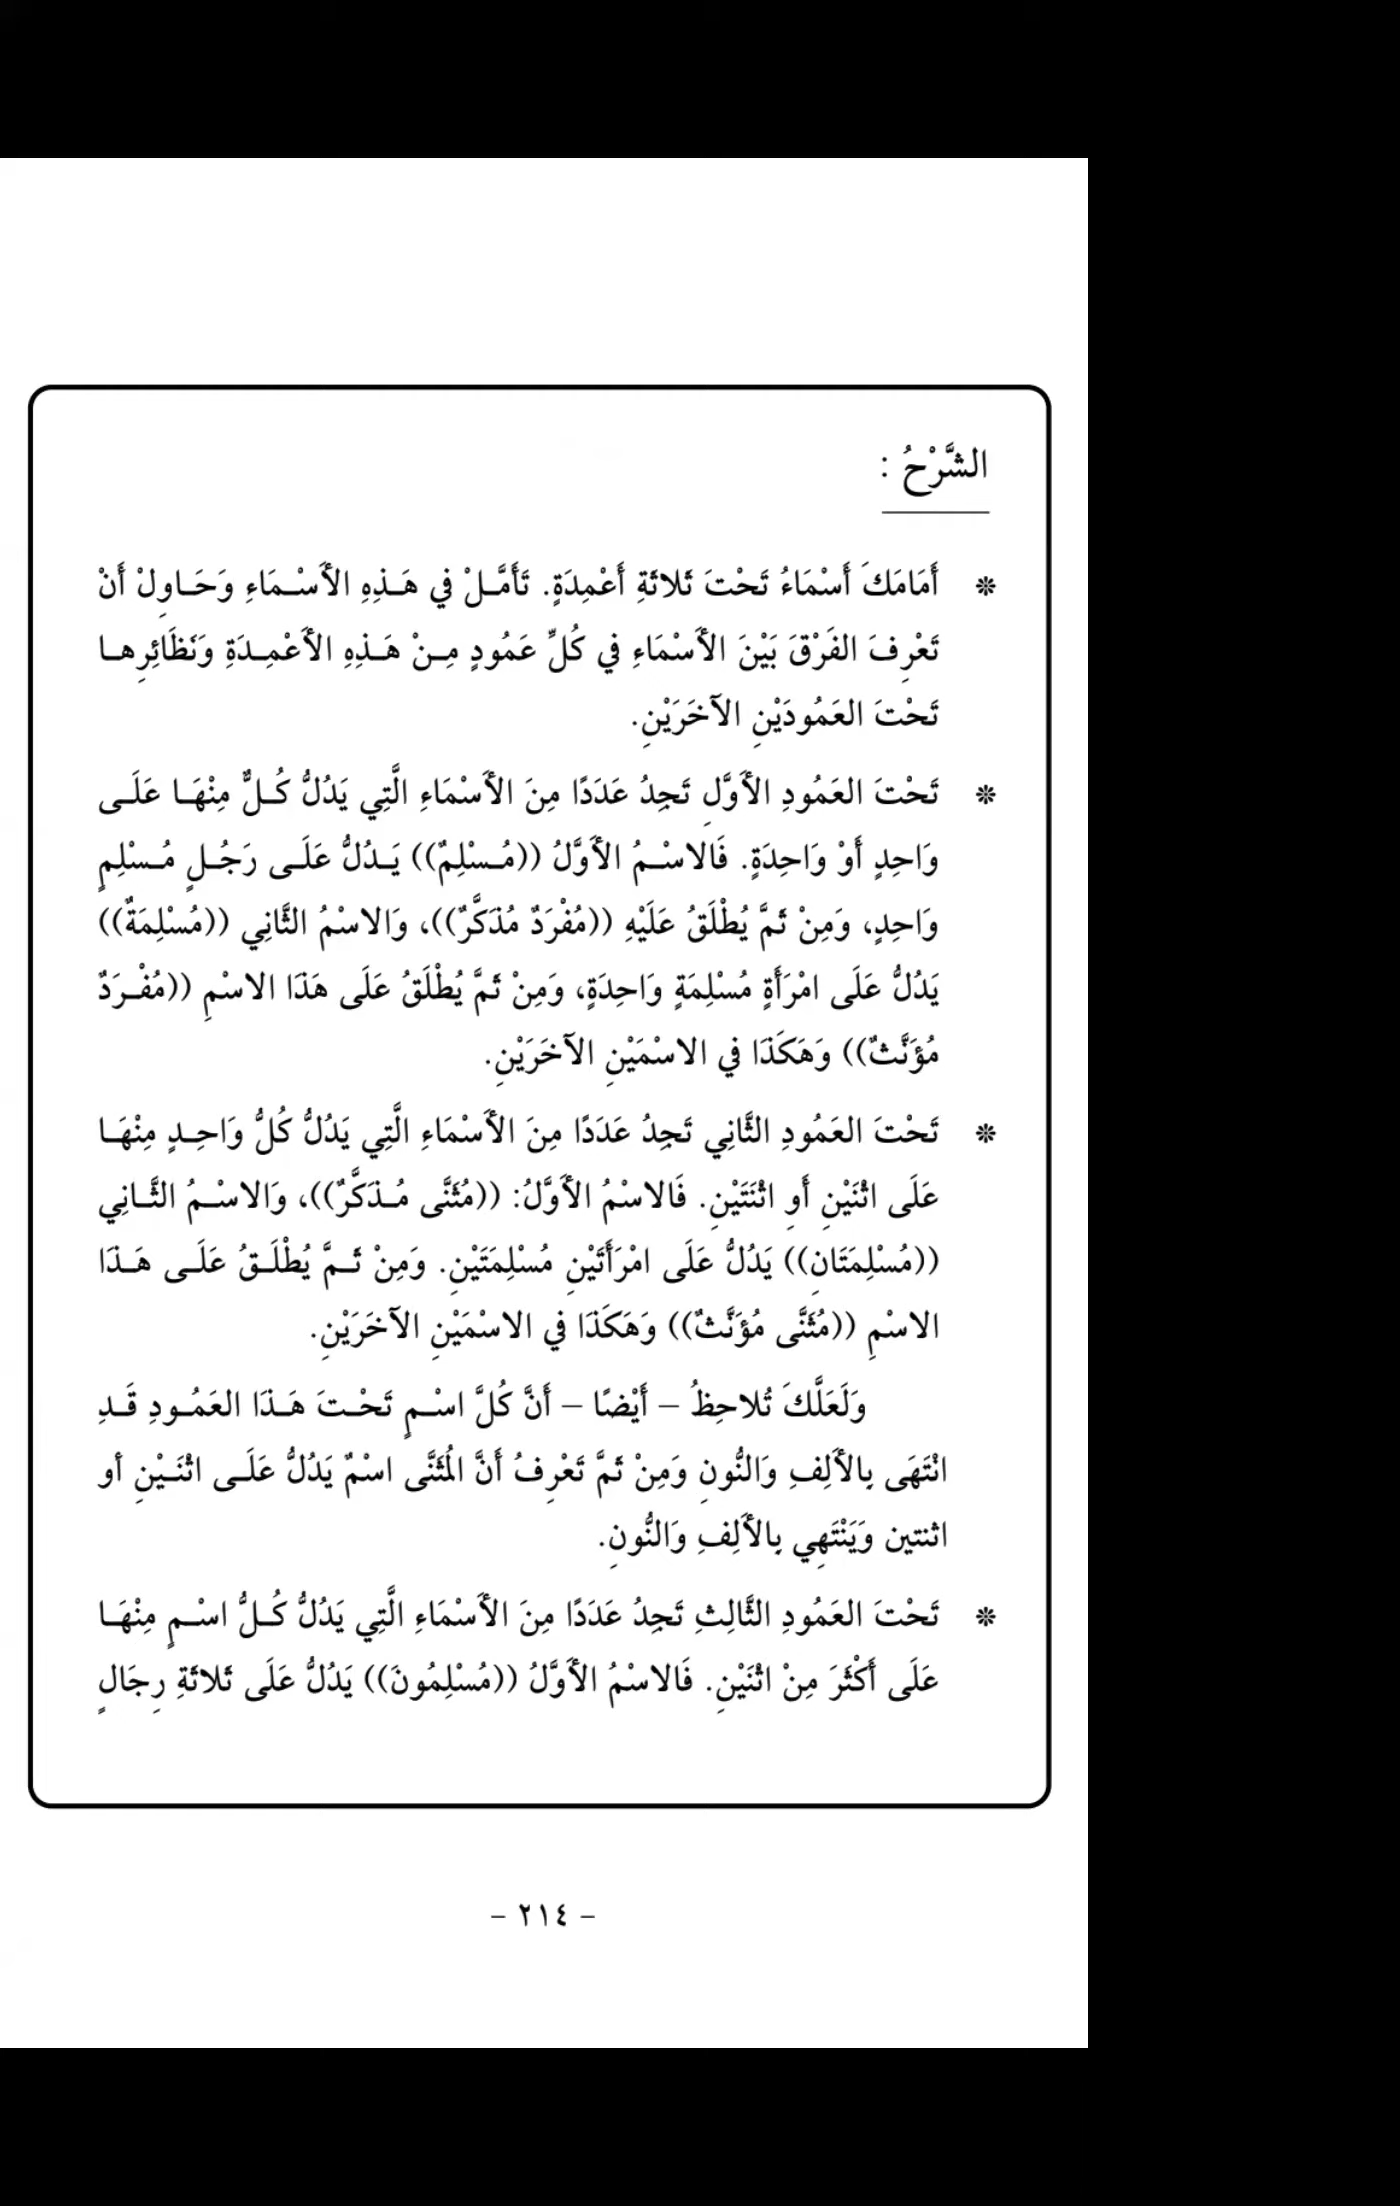 الشَّرْحُ :
❊ أَمَامَكَ أَسْمَاءُ تَحْتَ ثَلاثَةِ أَعْمِدَةٍ. تَأَمَّـلْ فِي هَـذِهِ الأَسْـمَاءِ وَحَـاوِلْ أَنْ
تَعْرِفَ الفَرْقَ بَيْنَ الأَسْمَاءِ فِي كُلِّ عَمُودٍ مِـنْ هَـذِهِ الأَعْمِـدَةِ وَنَظَائِرِهـا
تَحْتَ العَمُودَيْنِ الآخَرَيْنِ.
❊ تَحْتَ العَمُودِ الأَوَّلِ تَجِدُ عَدَدًا مِنَ الأَسْمَاءِ الَّتِي يَدُلُّ كُـلٌّ مِنْهَـا عَلَـى
وَاحِدٍ أَوْ وَاحِدَةٍ. فَالاسْـمُ الأَوَّلُ ((مُـسْلِمٌ)) يَـدُلُّ عَلَـى رَجُـلٍ مُـسْلِمٍ
وَاحِدٍ، وَمِنْ ثَمَّ يُطْلَقُ عَلَيْهِ ((مُفْرَدٌ مُذَكَّرٌ))، وَالاسْمُ الثَّانِي ((مُسْلِمَةٌ))
يَدُلُّ عَلَى امْرَأَةٍ مُسْلِمَةٍ وَاحِدَةٍ، وَمِنْ ثَمَّ يُطْلَقُ عَلَى هَذَا الاسْمِ ((مُفْـرَدٌ
مُؤَنَّثٌ)) وَهَكَذَا فِي الاسْمَيْنِ الآخَرَيْنِ.
❊ تَحْتَ العَمُودِ الثَّانِي تَجِدُ عَدَدًا مِنَ الأَسْمَاءِ الَّتِي يَدُلُّ كُلُّ وَاحِـدٍ مِنْهَـا
عَلَى اثْنَيْنِ أَوِ اثْنَتَيْنِ. فَالاسْمُ الأَوَّلُ: ((مُثَنَّى مُـذَكَّرٌ))، وَالاسْـمُ الثَّـانِي
((مُسْلِمَتَانِ)) يَدُلُّ عَلَى امْرَأَتَيْنِ مُسْلِمَتَيْنِ. وَمِنْ ثَـمَّ يُطْلَـقُ عَلَـى هَـذَا
الاسْمِ ((مُثَنَّى مُؤَنَّثٌ)) وَهَكَذَا فِي الاسْمَيْنِ الآخَرَيْنِ.
وَلَعَلَّكَ تُلاحِظُ – أَيْضًا – أَنَّ كُلَّ اسْـمٍ تَحْـتَ هَـذَا العَمُـودِ قَـدِ
انْتَهَى بِالأَلِفِ وَالنُّونِ وَمِنْ ثَمَّ تَعْرِفُ أَنَّ المُثَنَّى اسْمٌ يَدُلُّ عَلَـى اثْنَـيْنِ أو
اثنتين وَيَنْتَهِي بِالأَلِفِ وَالنُّونِ.
❊ تَحْتَ العَمُودِ الثَّالِثِ تَجِدُ عَدَدًا مِنَ الأَسْمَاءِ الَّتِي يَدُلُّ كُـلُّ اسْـمٍ مِنْهَـا
عَلَى أَكْثَرَ مِنْ اثْنَيْنِ. فَالاسْمُ الأَوَّلُ ((مُسْلِمُونَ)) يَدُلُّ عَلَى ثَلاثَةِ رِجَالٍ
- ٢١٤ -